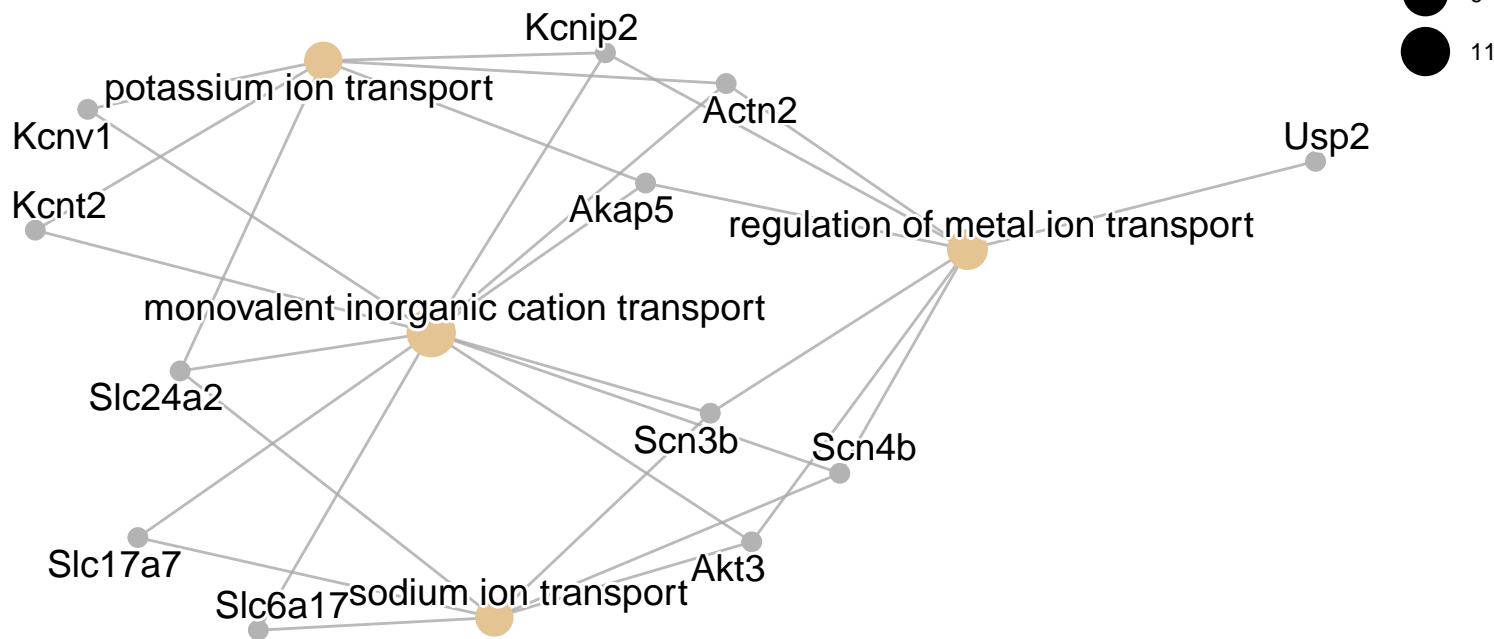 Kcnip2
potassium ion transport
11
Actn2
Kcnv1
Usp2
Kcnt2
Akap5
regulation of metal ion transport
monovalent inorganic cation transport
Slc24a2
Scn3b
Scn4b
Slc17a7
Akt3
sodium ion transport
Slc6a17